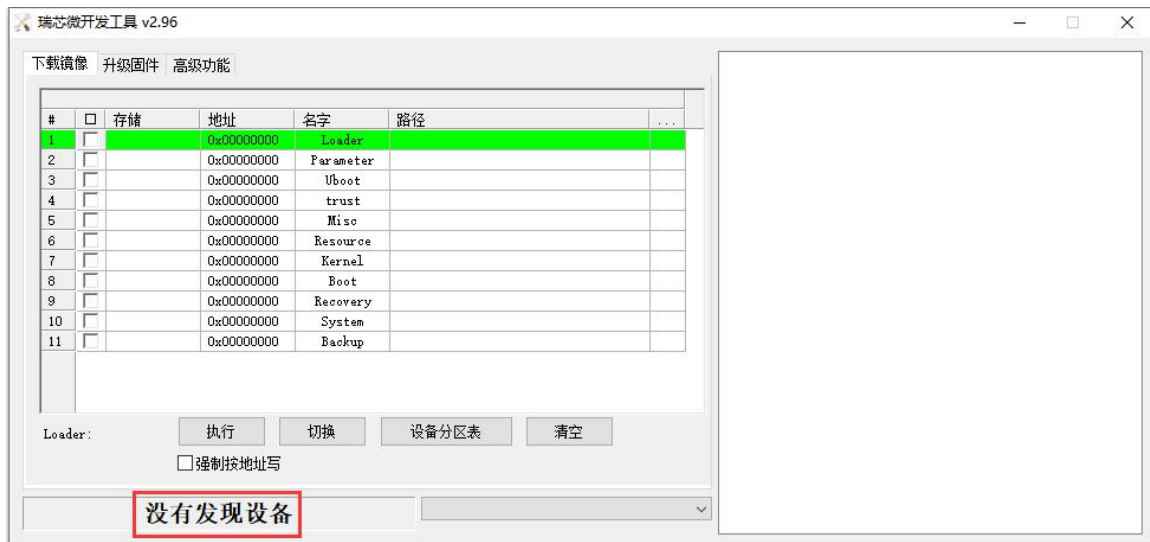 瑞芯微开发工具 v2.96
下载镜像 升级固件 高级功能
# 存储 地址 名字 路径 ...
1 0x00000000 Loader
2 0x00000000 Parameter
3 0x00000000 Uboot
4 0x00000000 trust
5 0x00000000 Misc
6 0x00000000 Resource
7 0x00000000 Kernel
8 0x00000000 Boot
9 0x00000000 Recovery
10 0x00000000 System
11 0x00000000 Backup
Loader: 执行 切换 设备分区表 清空
强制按地址写
没有发现设备